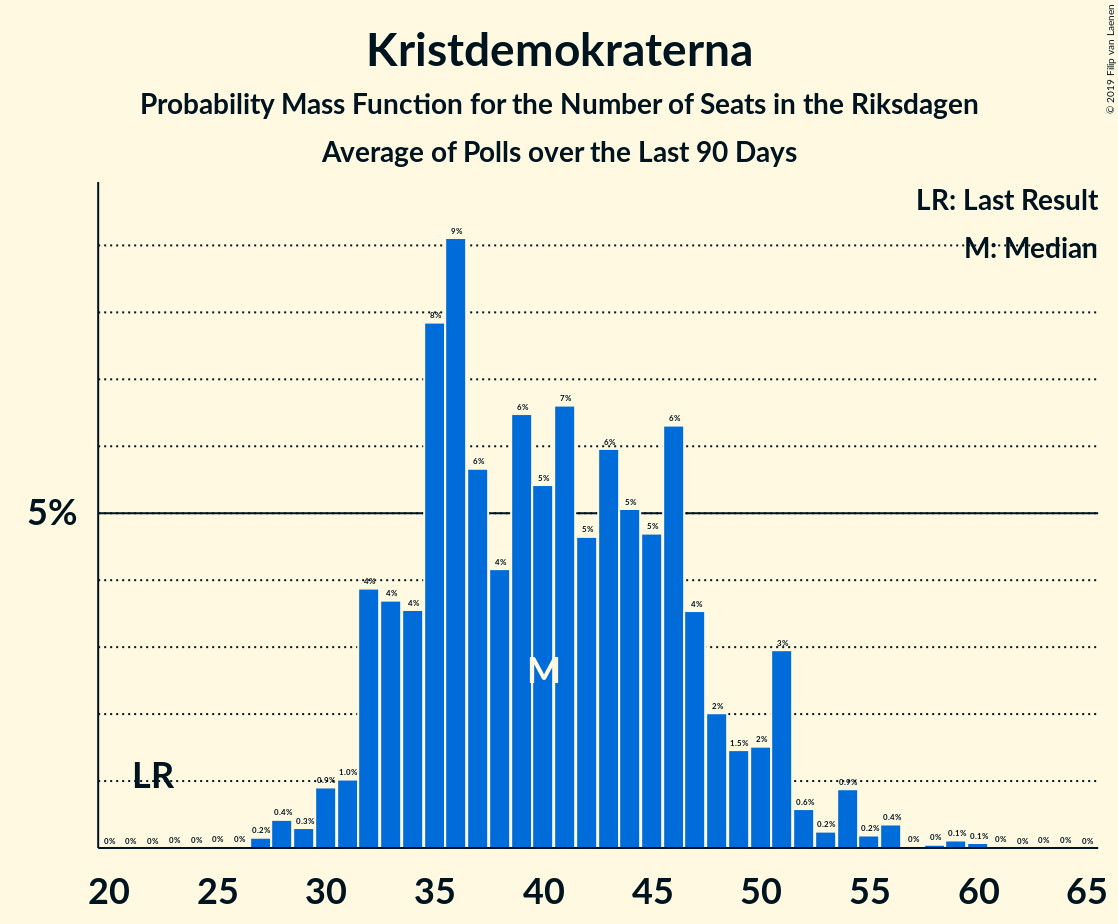 Kristdemokraterna
Probability Mass Function for the Number of Seats in the Riksdagen
Average of Polls over the Last 90 Days
© 2019 Filip van Laenen
LR: Last Result
M: Median
5%
LR
M
0% 0% 0% 0% 0% 0% 0% 0.2% 0.4% 0.3% 0.9% 1.0% 4% 4% 4% 8% 9% 6% 4% 6% 5% 7% 5% 6% 5% 5% 6% 4% 2% 1.5% 2% 3% 0.6% 0.2% 0.9% 0.2% 0.4% 0% 0% 0.1% 0.1% 0% 0% 0% 0% 0%
20 25 30 35 40 45 50 55 60 65